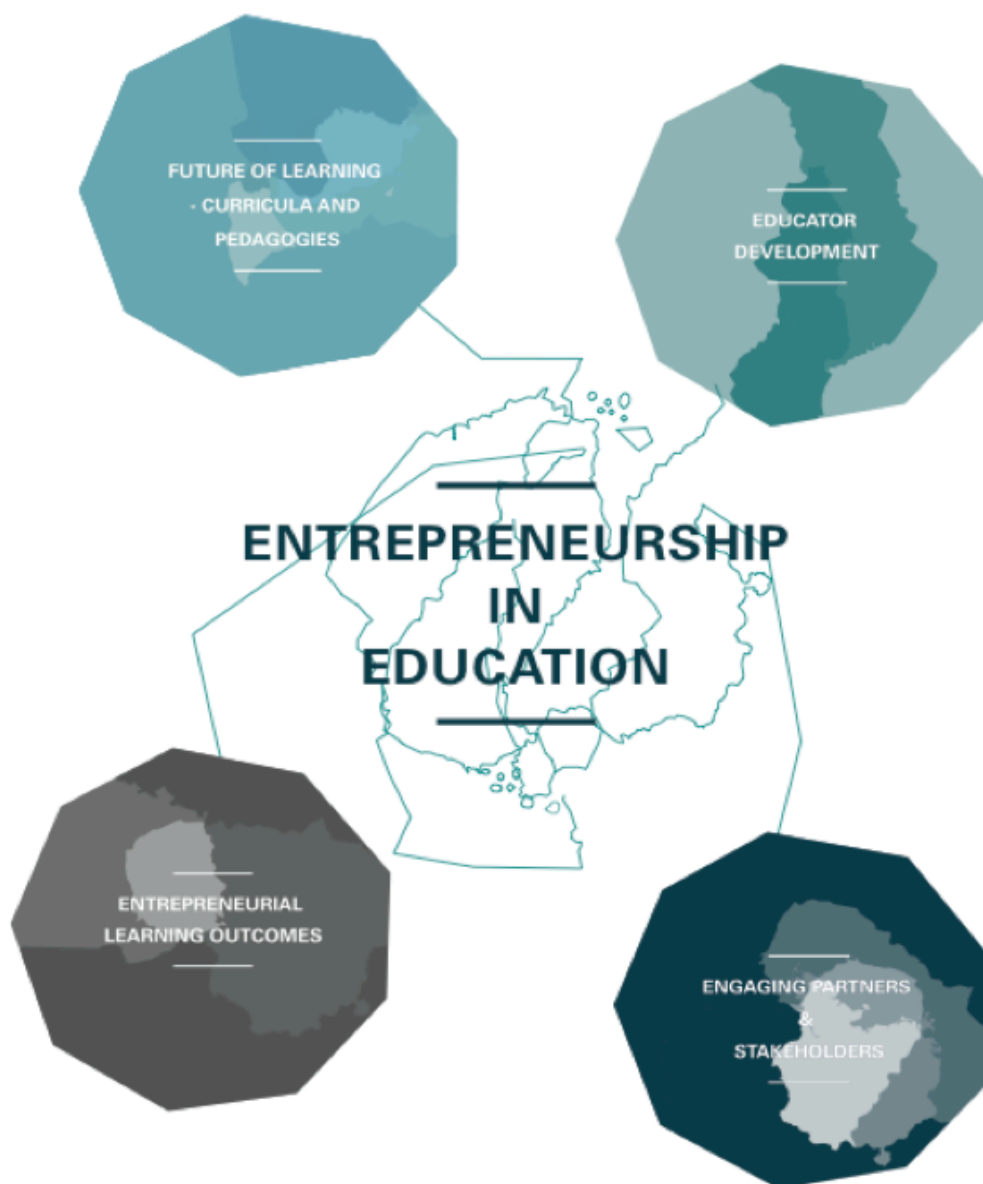 FUTURE OF LEARNING
- CURRICULA AND
PEDAGOGIES
EDUCATOR
DEVELOPMENT
ENTREPRENEURSHIP
IN
EDUCATION
ENTREPRENEURIAL
LEARNING OUTCOMES
ENGAGING PARTNERS
&
STAKEHOLDERS